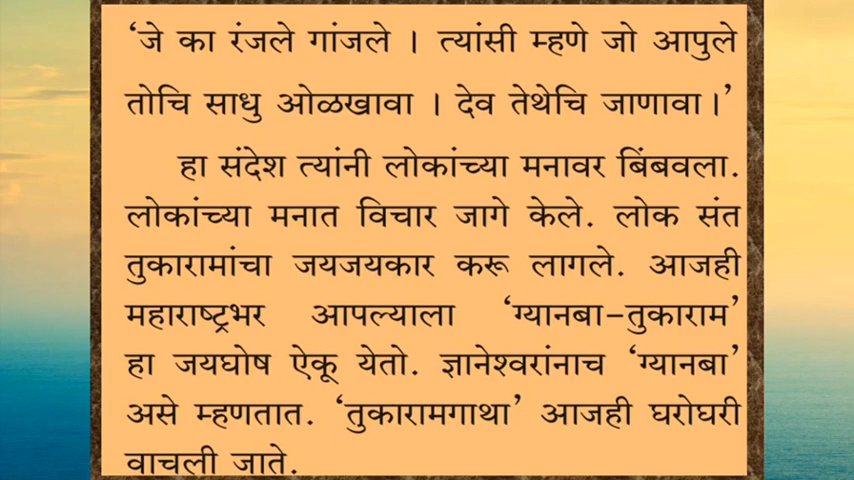 ‘जे का रंजले गांजले । त्यांसी म्हणे जो आपुले
तोचि साधु ओळखावा । देव तेथेचि जाणावा।’
हा संदेश त्यांनी लोकांच्या मनावर बिंबवला.
लोकांच्या मनात विचार जागे केले. लोक संत
तुकारामांचा जयजयकार करू लागले. आजही
महाराष्ट्रभर आपल्याला ‘ग्यानबा-तुकाराम’
हा जयघोष ऐकू येतो. ज्ञानेश्वरांनाच ‘ग्यानबा’
असे म्हणतात. ‘तुकारामगाथा’ आजही घरोघरी
वाचली जाते.